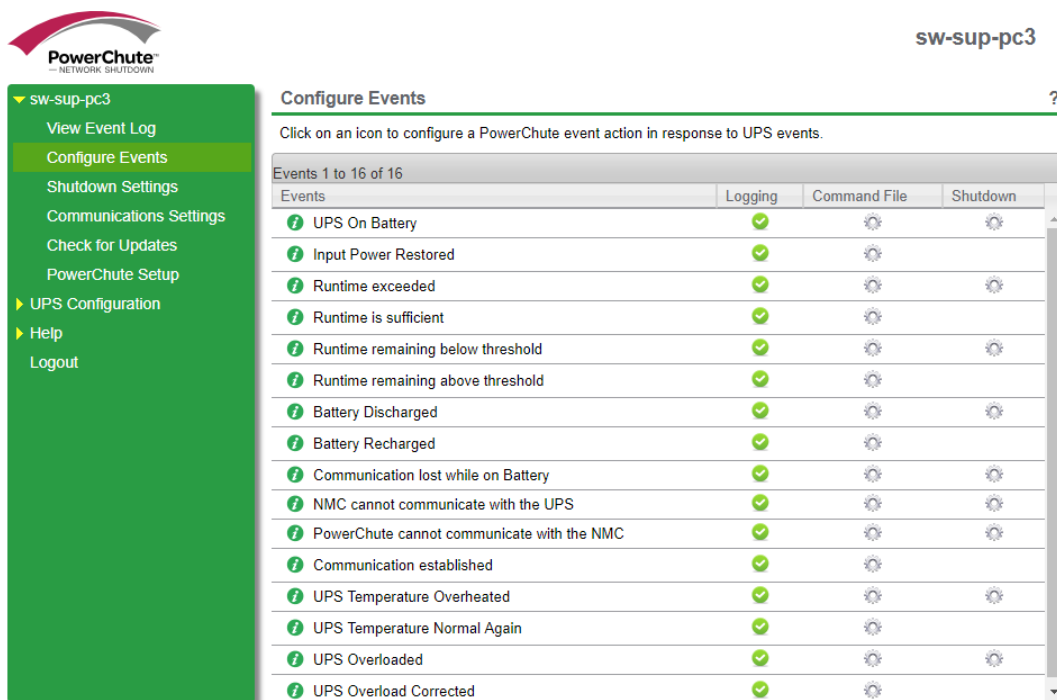 PowerChute™
— NETWORK SHUTDOWN
sw-sup-pc3
sw-sup-pc3
View Event Log
Configure Events
Shutdown Settings
Communications Settings
Check for Updates
PowerChute Setup
UPS Configuration
Help
Logout
Configure Events
?
Click on an icon to configure a PowerChute event action in response to UPS events.
Events 1 to 16 of 16
Events Logging Command File Shutdown
UPS On Battery
Input Power Restored
Runtime exceeded
Runtime is sufficient
Runtime remaining below threshold
Runtime remaining above threshold
Battery Discharged
Battery Recharged
Communication lost while on Battery
NMC cannot communicate with the UPS
PowerChute cannot communicate with the NMC
Communication established
UPS Temperature Overheated
UPS Temperature Normal Again
UPS Overloaded
UPS Overload Corrected